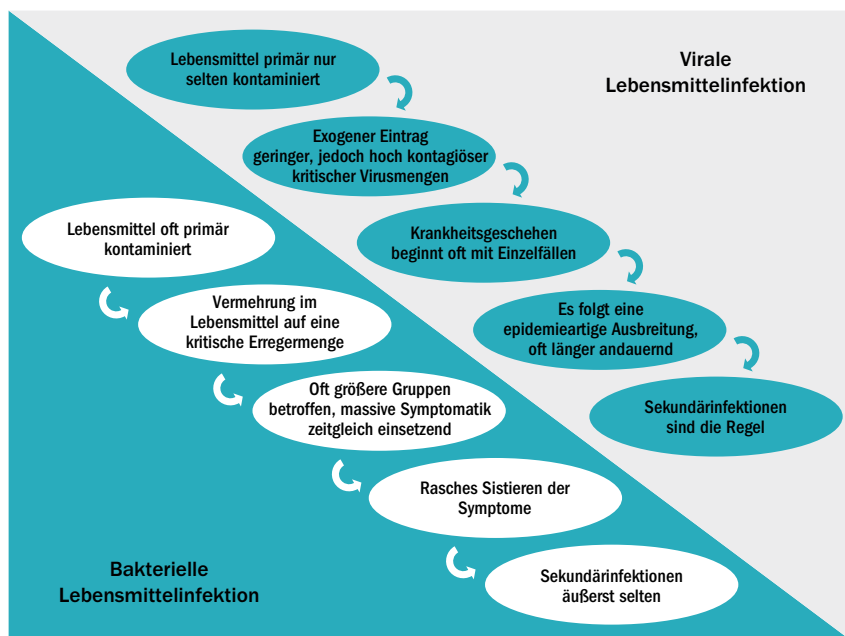 Virale
Lebensmittelinfektion
Lebensmittel primär nur
selten kontaminiert
Exogener Eintrag
geringer, jedoch hoch kontagiöser
kritischer Virusmengen
Krankheitsgeschehen
beginnt oft mit Einzelfällen
Es folgt eine
epidemieartige Ausbreitung,
oft länger andauernd
Sekundärinfektionen
sind die Regel
Lebensmittel oft primär
kontaminiert
Vermehrung im
Lebensmittel auf eine
kritische Erregermenge
Oft größere Gruppen
betroffen, massive Symptomatik
zeitgleich einsetzend
Rasches Sistieren der
Symptome
Sekundärinfektionen
äußerst selten
Bakterielle
Lebensmittelinfektion